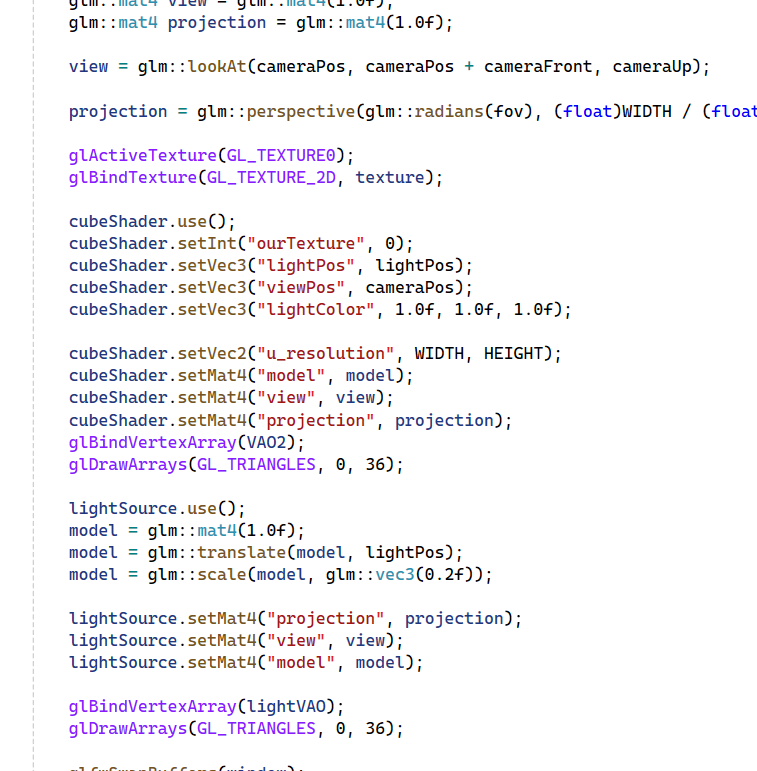 glm::mat4 view = glm::mat4(1.0f);
glm::mat4 projection = glm::mat4(1.0f);
view = glm::lookAt(cameraPos, cameraPos + cameraFront, cameraUp);
projection = glm::perspective(glm::radians(fov), (float)WIDTH / (float
glActiveTexture(GL_TEXTURE0);
glBindTexture(GL_TEXTURE_2D, texture);
cubeShader.use();
cubeShader.setInt("ourTexture", 0);
cubeShader.setVec3("lightPos", lightPos);
cubeShader.setVec3("viewPos", cameraPos);
cubeShader.setVec3("lightColor", 1.0f, 1.0f, 1.0f);
cubeShader.setVec2("u_resolution", WIDTH, HEIGHT);
cubeShader.setMat4("model", model);
cubeShader.setMat4("view", view);
cubeShader.setMat4("projection", projection);
glBindVertexArray(VAO2);
glDrawArrays(GL_TRIANGLES, 0, 36);
lightSource.use();
model = glm::mat4(1.0f);
model = glm::translate(model, lightPos);
model = glm::scale(model, glm::vec3(0.2f));
lightSource.setMat4("projection", projection);
lightSource.setMat4("view", view);
lightSource.setMat4("model", model);
glBindVertexArray(lightVAO);
glDrawArrays(GL_TRIANGLES, 0, 36);
glfwSwapBuffers(window);